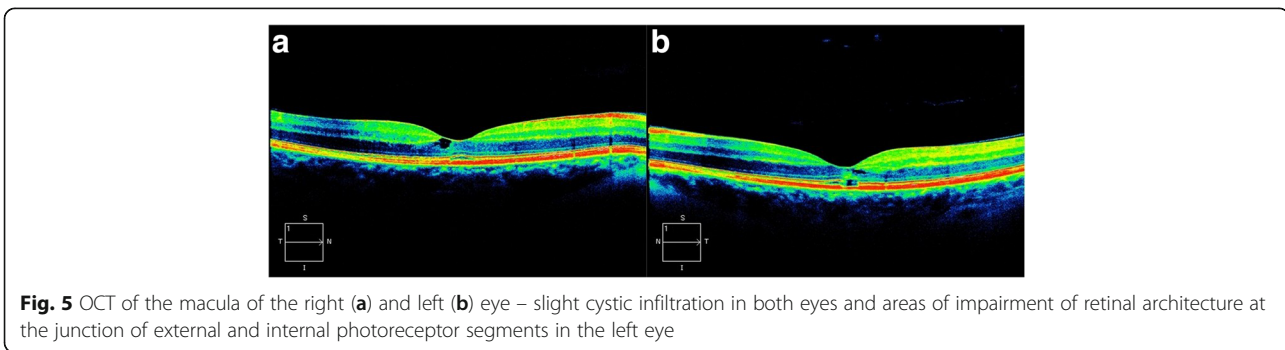 a b
S S
1 1
T N N T
I I
Fig. 5 OCT of the macula of the right (a) and left (b) eye – slight cystic infiltration in both eyes and areas of impairment of retinal architecture at
the junction of external and internal photoreceptor segments in the left eye